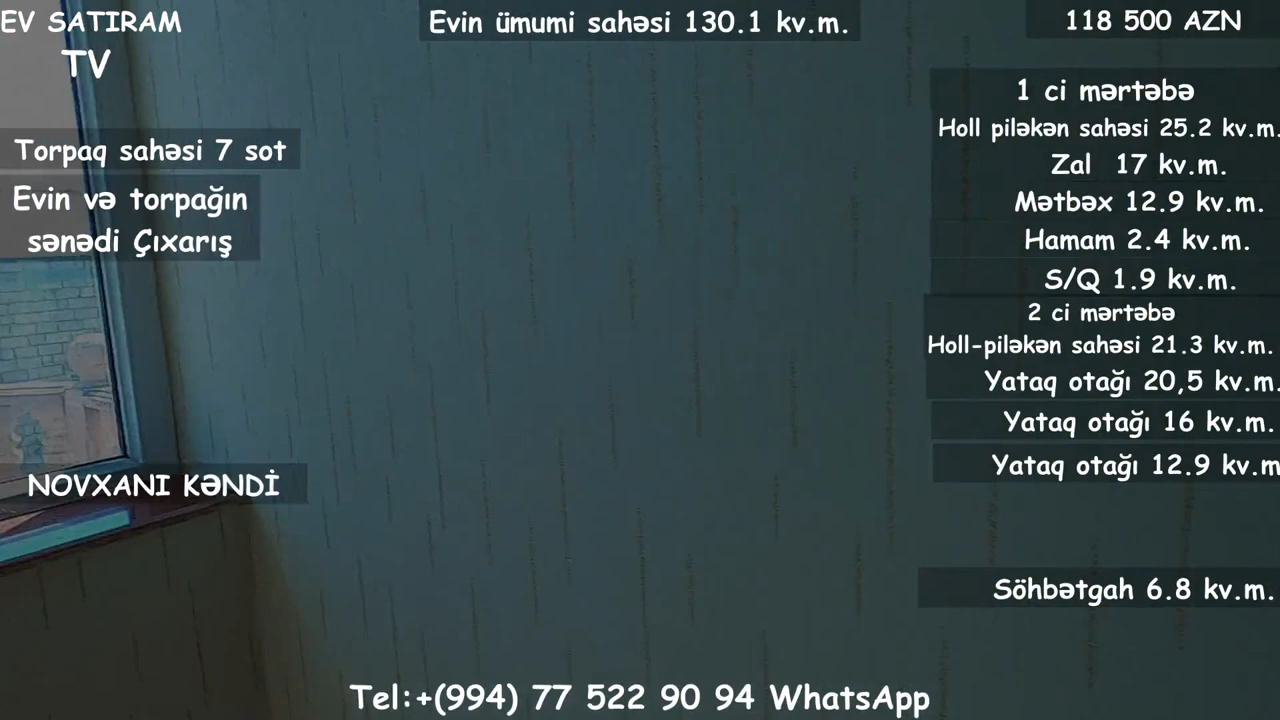 EV SATIRAM
TV
Evin ümumi sahəsi 130.1 kv.m.
118 500 AZN
Torpaq sahəsi 7 sot
Evin və torpağın
sənədi Çıxarış
NOVXANI KƏNDİ
1 ci mərtəbə
Holl piləkən sahəsi 25.2 kv.m.
Zal 17 kv.m.
Mətbəx 12.9 kv.m.
Hamam 2.4 kv.m.
S/Q 1.9 kv.m.
2 ci mərtəbə
Holl-piləkən sahəsi 21.3 kv.m.
Yataq otağı 20,5 kv.m.
Yataq otağı 16 kv.m.
Yataq otağı 12.9 kv.m
Söhbətgah 6.8 kv.m.
Tel:+(994) 77 522 90 94 WhatsApp